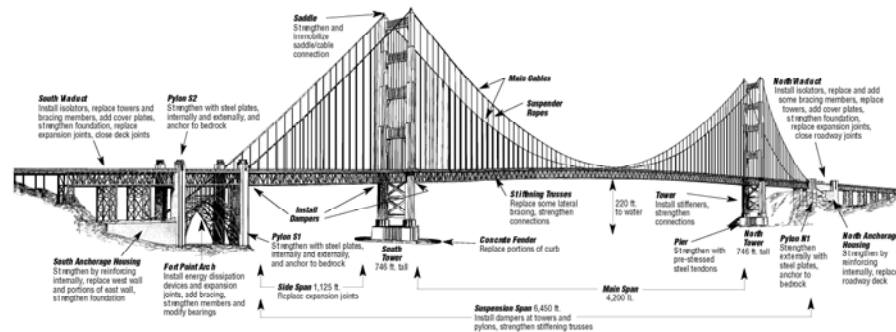 Saddle
Strengthen and
immobilize
saddle/cable
connection
Main Cables
Suspender
Ropes
South Viaduct
Install isolators, replace towers and
bracing members, add cover plates,
strengthen foundation, replace
expansion joints, close deck joints
Pylon S2
Strengthen with steel plates,
internally and externally, and
anchor to bedrock
North Viaduct
Install isolators, replace and add
some bracing members, replace
towers, add cover plates,
strengthen foundation,
replace expansion joints,
close roadway joints
Install
Dampers
Stiffening Trusses
Replace some lateral
bracing, strengthen
connections
220 ft.
to water
Tower
Install stiffeners,
strengthen
connections
South Anchorage Housing
Strengthen by reinforcing
internally, replace west wall
and portions of east wall,
strengthen foundation
Fort Point Arch
Install energy dissipation
devices and expansion
joints, add bracing,
strengthen members and
modify bearings
Pylon S1
Strengthen with steel plates,
internally and externally,
and anchor to bedrock
South
Tower
746 ft. tall
Concrete Fender
Replace portions of curb
Pier
Strengthen with
pre-stressed
steel tendons
North
Tower
746 ft. tall
Pylon N1
Strengthen
externally with
steel plates,
anchor to
bedrock
North Anchorage
Housing
Strengthen by
reinforcing
internally, replace
roadway deck
Side Span 1,125 ft.
Replace expansion joints
Main Span
4,200 ft.
Suspension Span 6,450 ft.
Install dampers at towers and
pylons, strengthen stiffening trusses